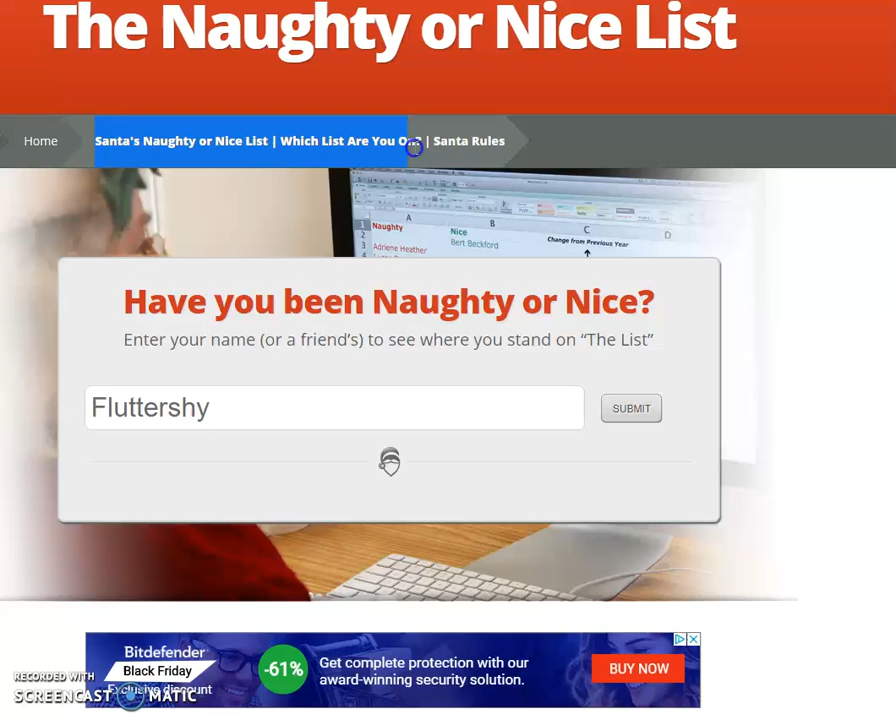 The Naughty or Nice List
Home
Santa's Naughty or Nice List | Which List Are You On? | Santa Rules
A B C D
1 Naughty Nice Change from Previous Year
2 Bert Beckford
3 Adriene Heather
Have you been Naughty or Nice?
Enter your name (or a friend's) to see where you stand on “The List”
Fluttershy
SUBMIT
Bitdefender
Black Friday
Exclusive discount
-61%
Get complete protection with our
award-winning security solution.
BUY NOW
RECORDED WITH
SCREENCAST MATIC